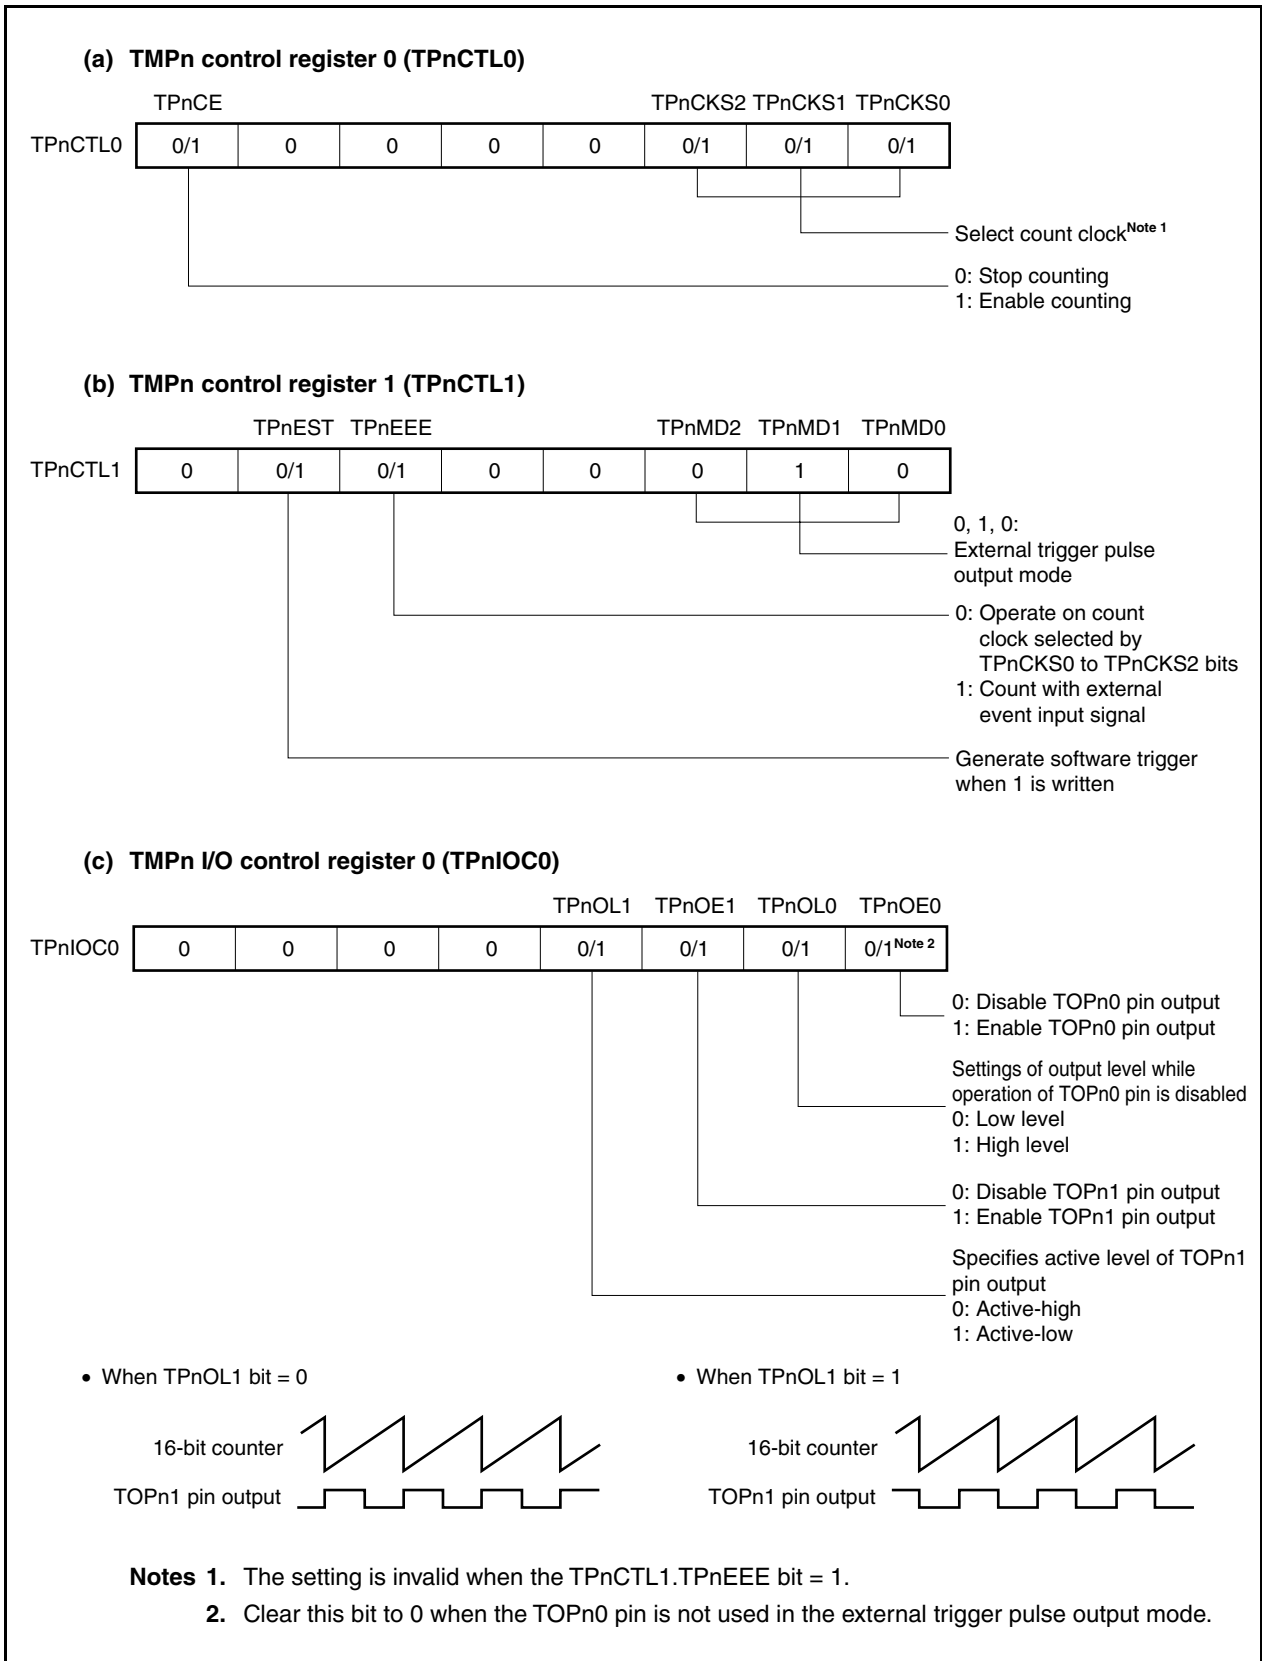 (a) TMPn control register 0 (TPnCTL0)
TPnCE TPnCKS2 TPnCKS1 TPnCKS0
TPnCTL0 0/1 0 0 0 0 0/1 0/1 0/1
Select count clockNote 1
0: Stop counting
1: Enable counting
(b) TMPn control register 1 (TPnCTL1)
TPnEST TPnEEE TPnMD2 TPnMD1 TPnMD0
TPnCTL1 0 0/1 0/1 0 0 0 1 0
0, 1, 0:
External trigger pulse
output mode
0: Operate on count
clock selected by
TPnCKS0 to TPnCKS2 bits
1: Count with external
event input signal
Generate software trigger
when 1 is written
(c) TMPn I/O control register 0 (TPnIOC0)
TPnOL1 TPnOE1 TPnOL0 TPnOE0
TPnIOC0 0 0 0 0 0/1 0/1 0/1 0/1Note 2
0: Disable TOPn0 pin output
1: Enable TOPn0 pin output
Settings of output level while
operation of TOPn0 pin is disabled
0: Low level
1: High level
0: Disable TOPn1 pin output
1: Enable TOPn1 pin output
Specifies active level of TOPn1
pin output
0: Active-high
1: Active-low
• When TPnOL1 bit = 0 • When TPnOL1 bit = 1
16-bit counter 16-bit counter
TOPn1 pin output TOPn1 pin output
Notes 1. The setting is invalid when the TPnCTL1.TPnEEE bit = 1.
2. Clear this bit to 0 when the TOPn0 pin is not used in the external trigger pulse output mode.